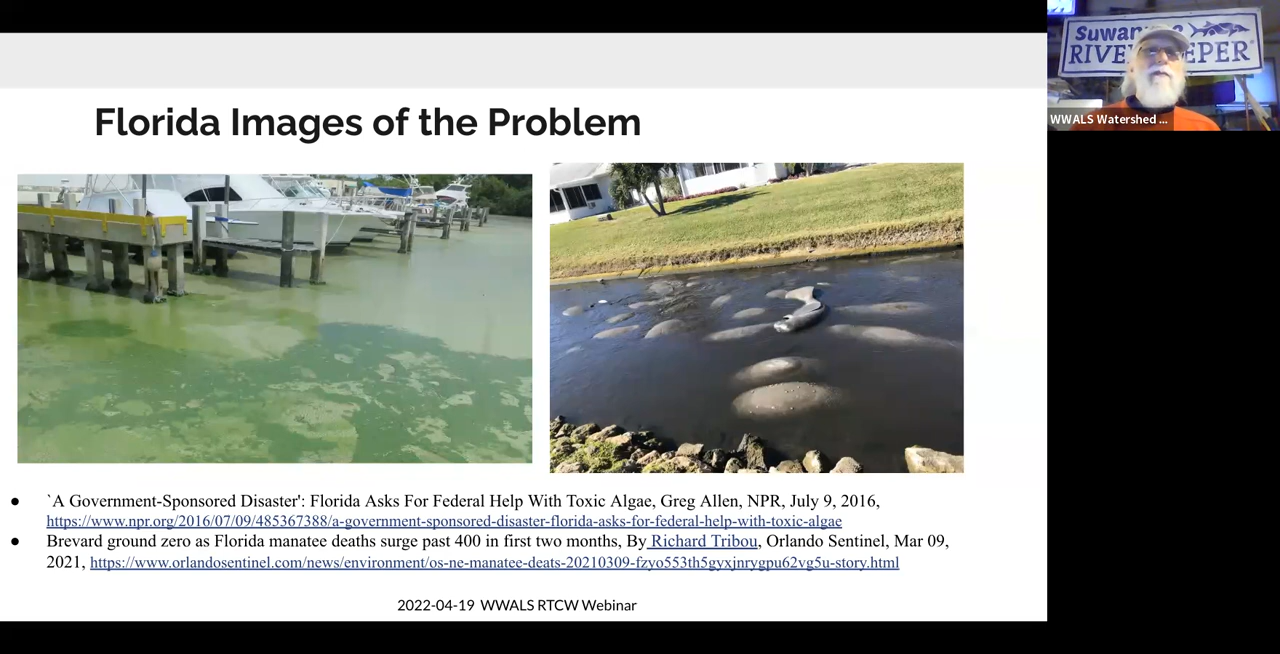 Florida Images of the Problem
Suwannee
RIVERKEEPER
WWALS Watershed ...
● `A Government-Sponsored Disaster': Florida Asks For Federal Help With Toxic Algae, Greg Allen, NPR, July 9, 2016,
https://www.npr.org/2016/07/09/485367388/a-government-sponsored-disaster-florida-asks-for-federal-help-with-toxic-algae
● Brevard ground zero as Florida manatee deaths surge past 400 in first two months, By Richard Tribou, Orlando Sentinel, Mar 09,
2021, https://www.orlandosentinel.com/news/environment/os-ne-manatee-deats-20210309-fzyo553th5gyxjnrygpu62vg5u-story.html
2022-04-19 WWALS RTCW Webinar